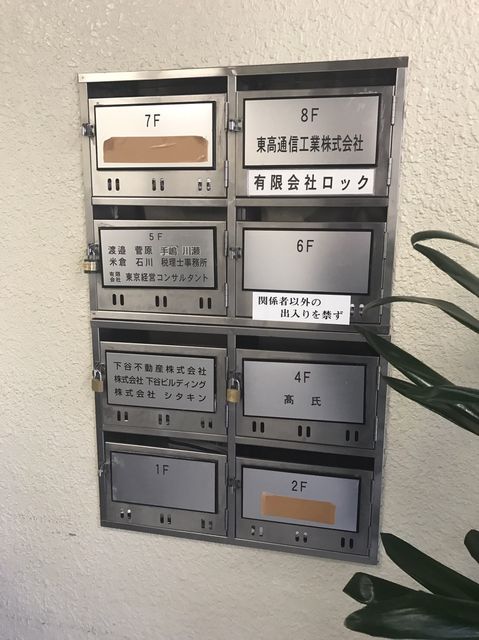 7F
8F
東高通信工業株式会社
有限会社ロック
5F
渡邉 菅原 手嶋 川瀬
米倉 石川 税理士事務所
有限会社 東京経営コンサルタント
6F
関係者以外の
出入りを禁ず
下谷不動産株式会社
株式会社 下谷ビルディング
株式会社 シタキン
4F
髙氏
1F
2F